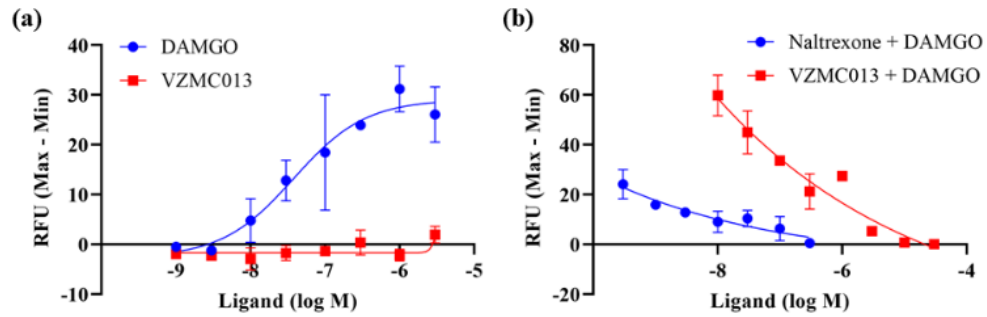 (a)
DAMGO
VZMC013
RFU (Max - Min)
40
30
20
10
0
-10
-9
-8
-7
-6
-5
Ligand (log M)
(b)
Naltrexone + DAMGO
VZMC013 + DAMGO
RFU (Max - Min)
80
60
40
20
0
-20
-8
-6
-4
Ligand (log M)